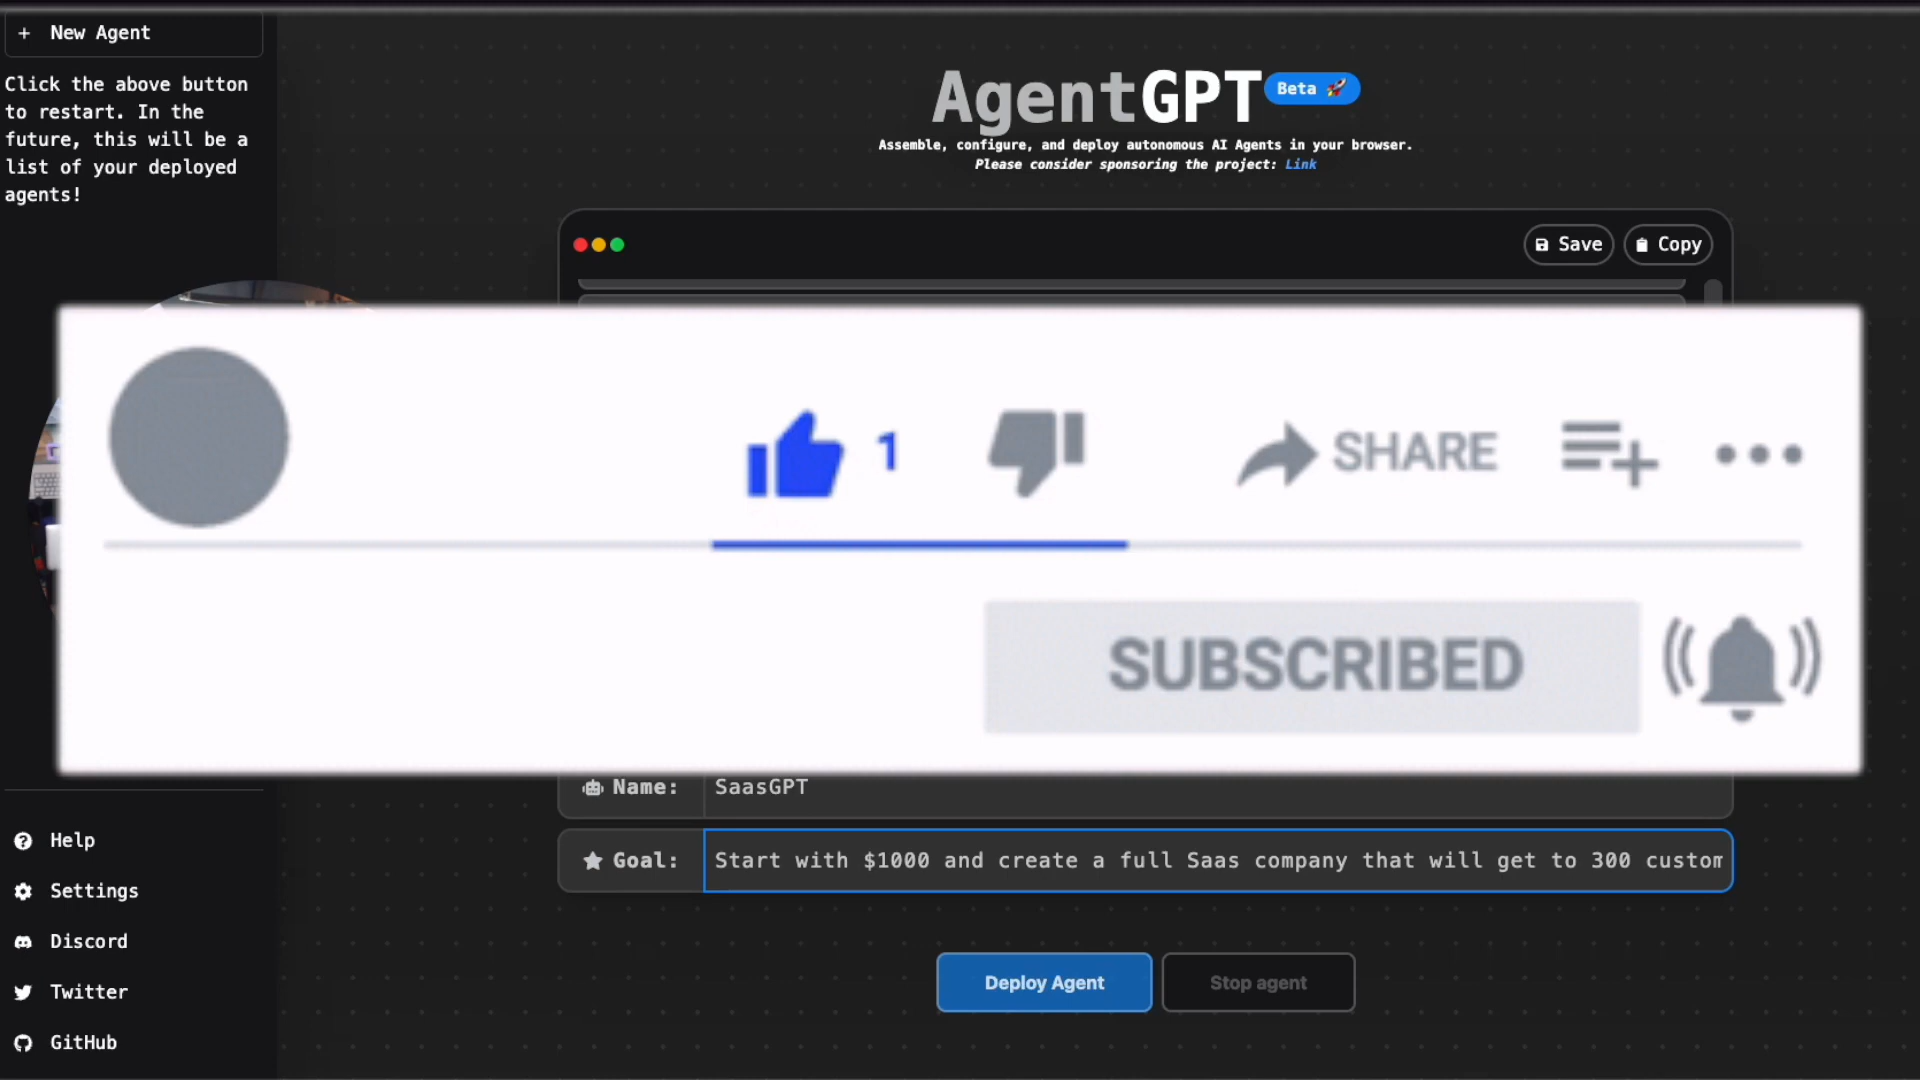 + New Agent
Click the above button
to restart. In the
future, this will be a
list of your deployed
agents!
AgentGPT
Beta 🚀
Assemble, configure, and deploy autonomous AI Agents in your browser.
Please consider sponsoring the project: Link
Save
Copy
1
SHARE
SUBSCRIBED
Name:
SaasGPT
Goal:
Start with $1000 and create a full Saas company that will get to 300 custom
Deploy Agent
Stop agent
Help
Settings
Discord
Twitter
GitHub